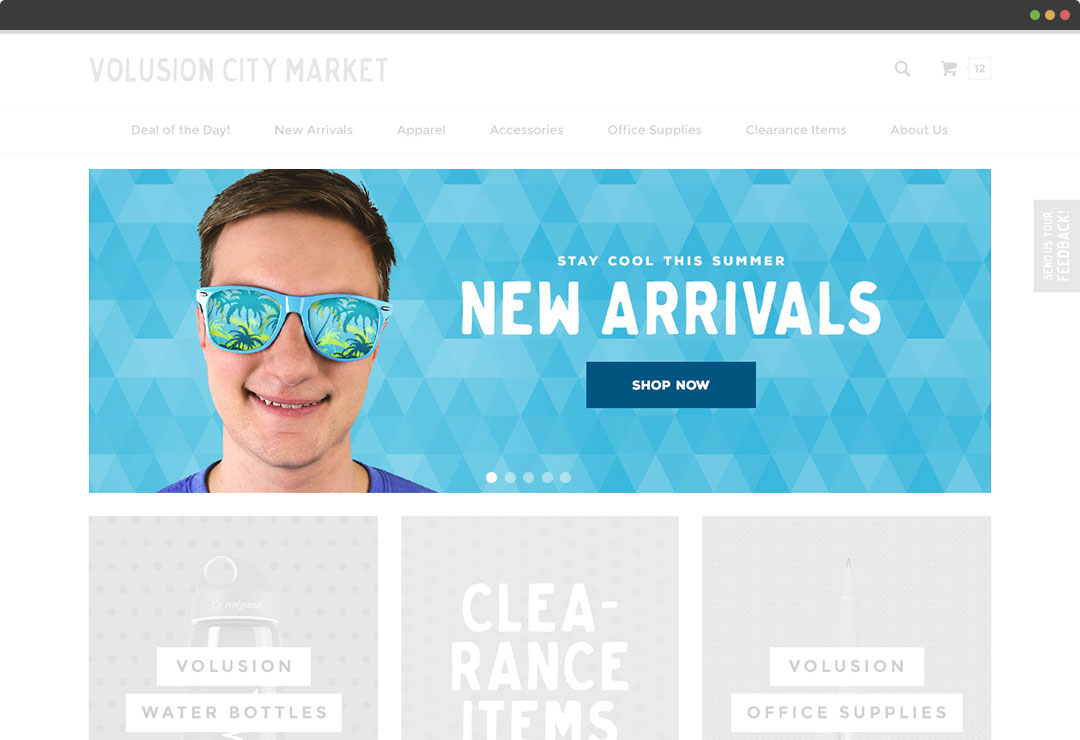 VOLUSION CITY MARKET
12
Deal of the Day!
New Arrivals
Apparel
Accessories
Office Supplies
Clearance Items
About Us
SEND US YOUR
FEEDBACK!
STAY COOL THIS SUMMER
NEW ARRIVALS
SHOP NOW
nalgene
VOLUSION
WATER BOTTLES
CLEA-
RANCE
ITEMS
VOLUSION
OFFICE SUPPLIES